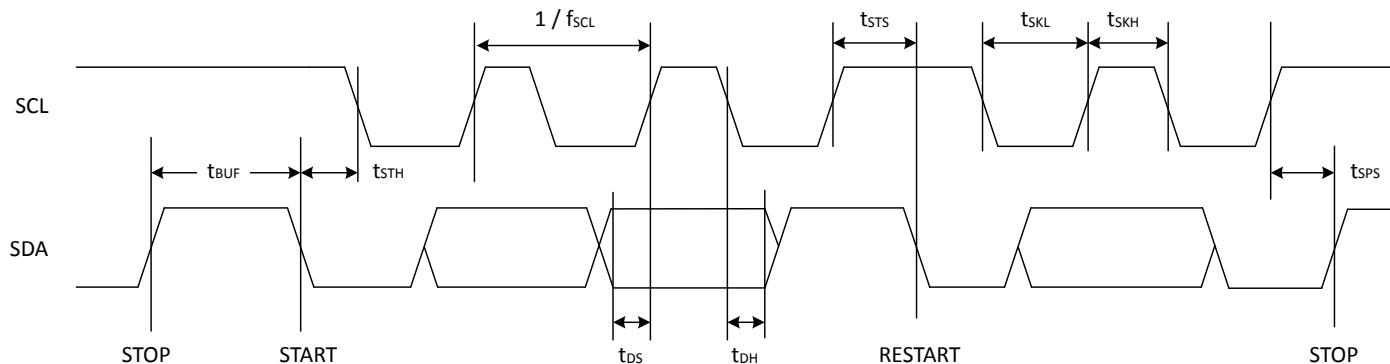 1 / fSCL
tSTS
tSKL
tSKH
SCL
tBUF
tSTH
tSPS
SDA
tDS
tDH
STOP
START
RESTART
STOP